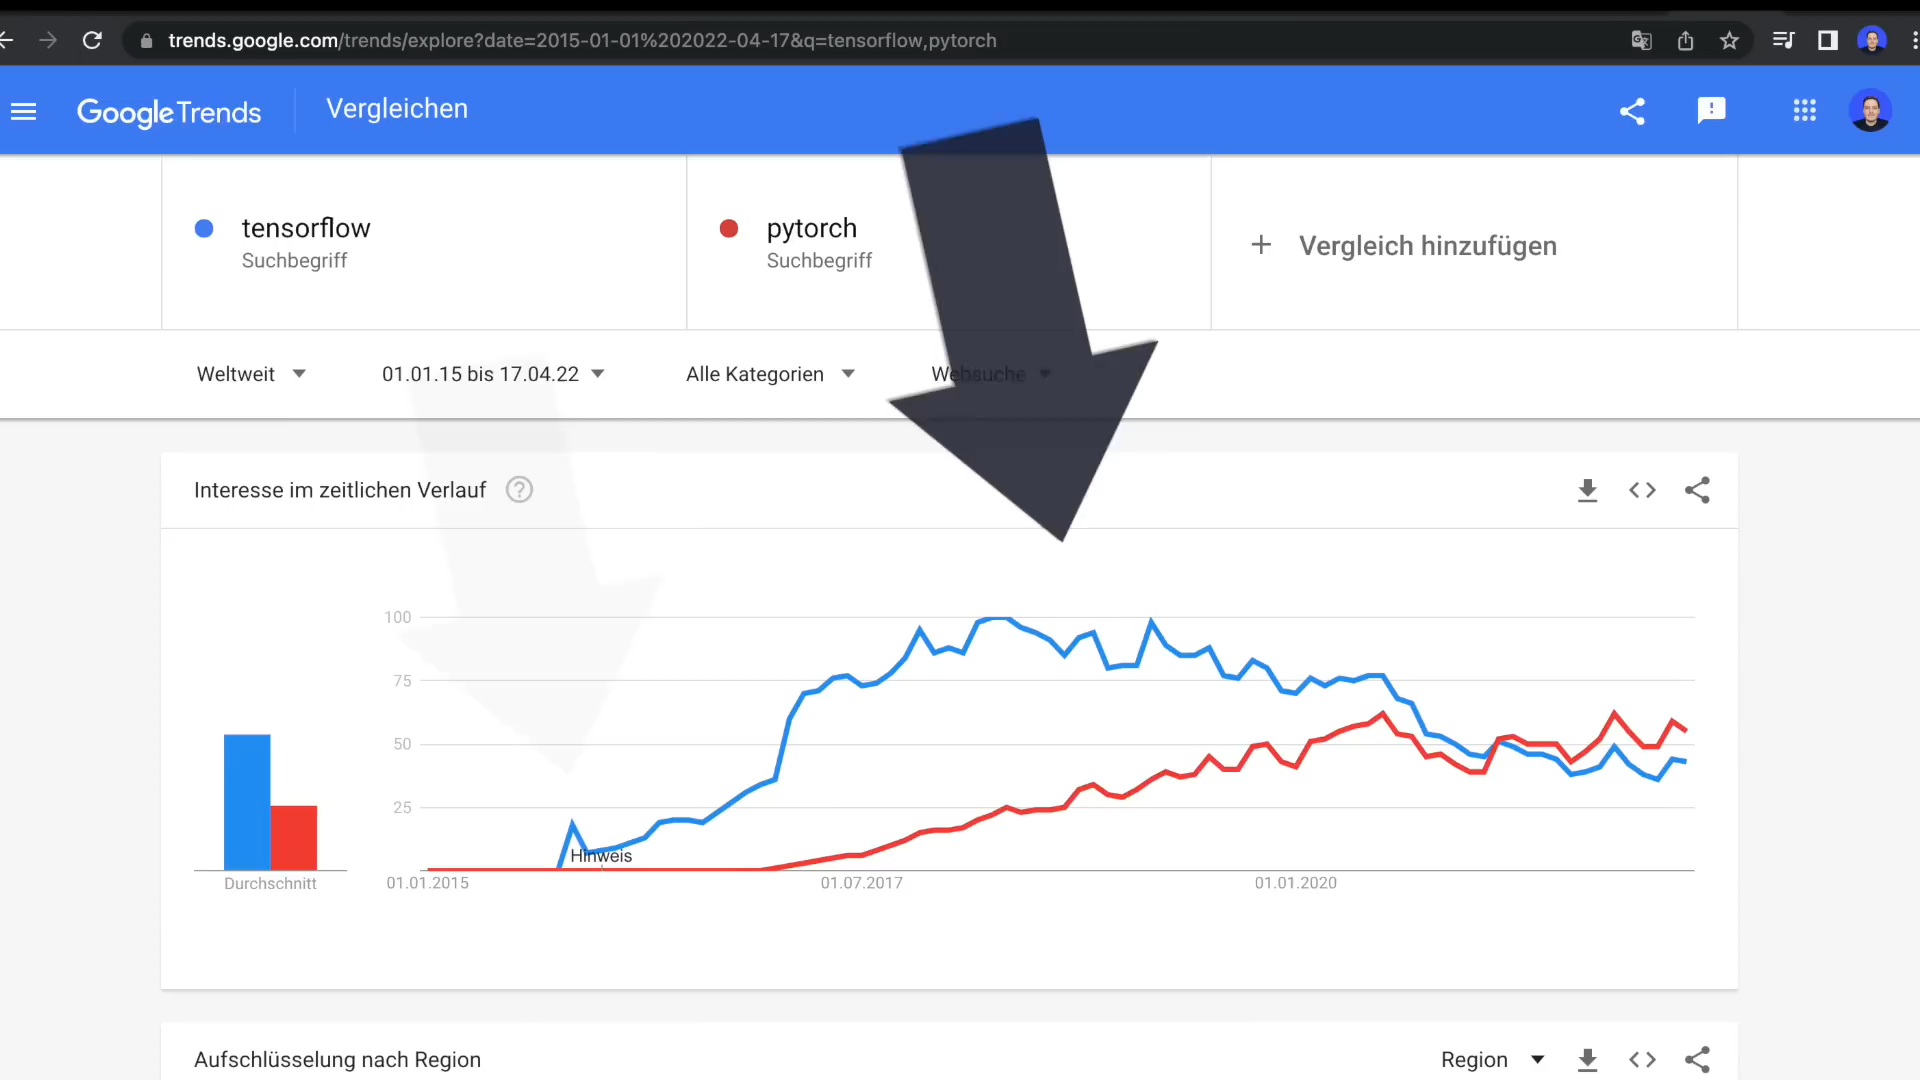 trends.google.com/trends/explore?date=2015-01-01%202022-04-17&q=tensorflow,pytorch
Google Trends
Vergleichen
tensorflow
Suchbegriff
pytorch
Suchbegriff
+ Vergleich hinzufügen
Weltweit
01.01.15 bis 17.04.22
Alle Kategorien
Websuche
Interesse im zeitlichen Verlauf
?
100
75
50
25
Hinweis
Durchschnitt
01.01.2015
01.07.2017
01.01.2020
Aufschlüsselung nach Region
Region